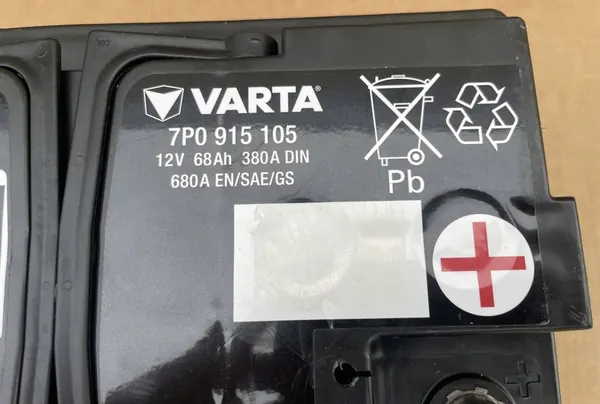 VARTA®
7P0 915 105
12V 68Ah 380A DIN
680A EN/SAE/GS
Pb
+